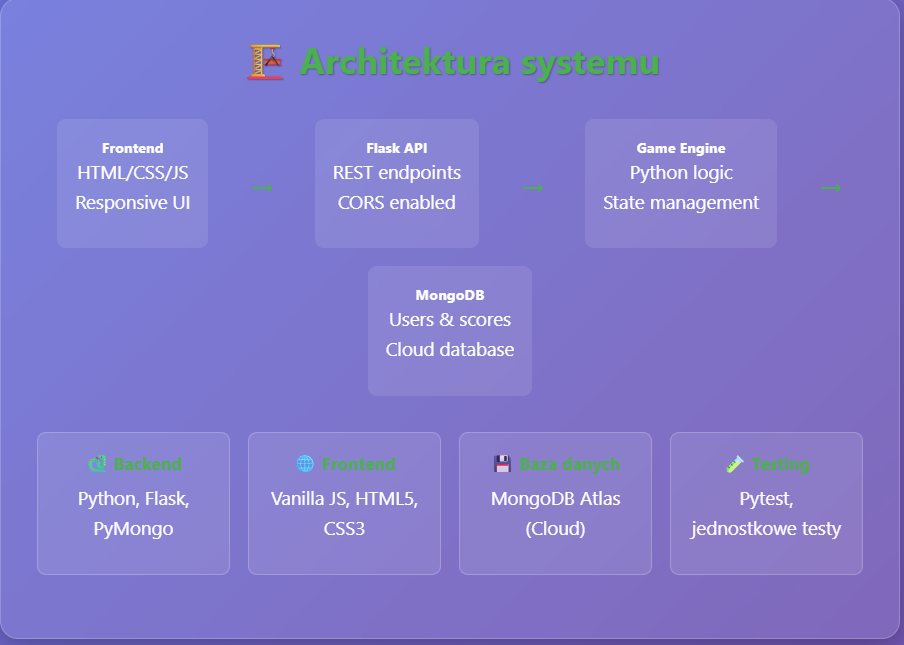 Architektura systemu
Frontend
HTML/CSS/JS
Responsive UI
→
Flask API
REST endpoints
CORS enabled
→
Game Engine
Python logic
State management
→
MongoDB
Users & scores
Cloud database
Backend
Python, Flask,
PyMongo
Frontend
Vanilla JS, HTML5,
CSS3
Baza danych
MongoDB Atlas
(Cloud)
Testing
Pytest,
jednostkowe testy